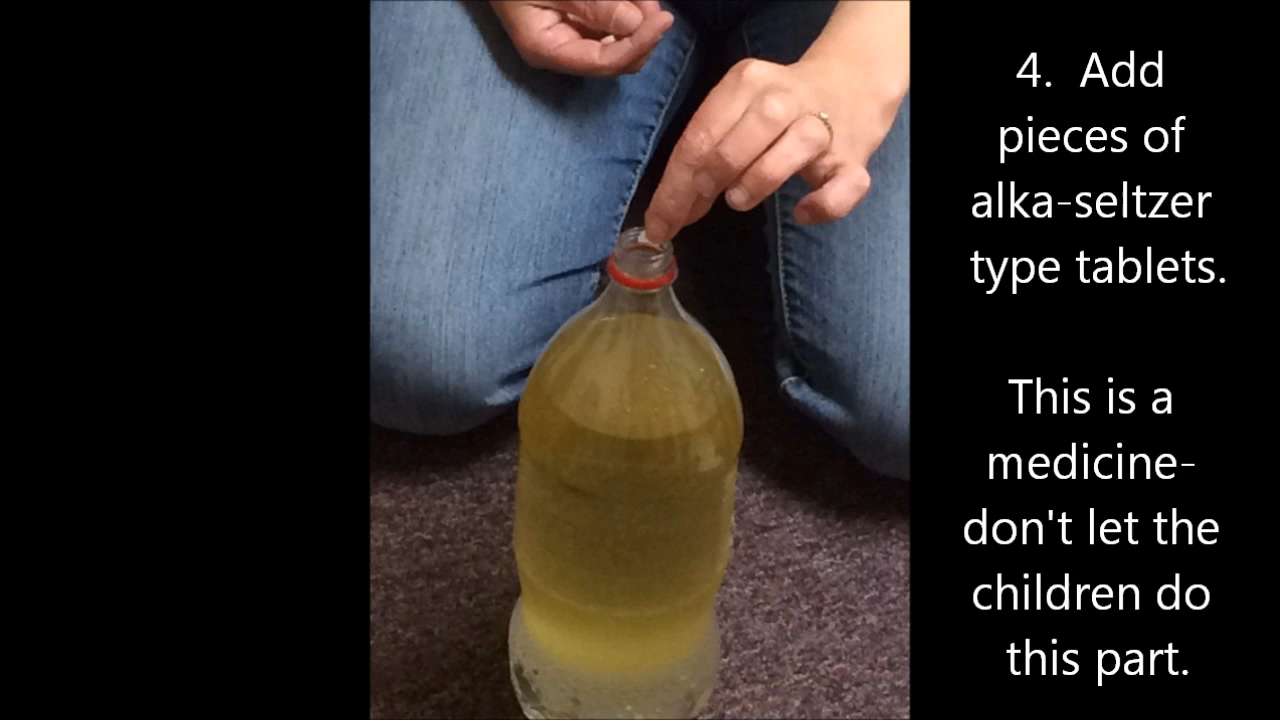 4.  Add
pieces of
alka-seltzer
type tablets.
This is a
medicine-
don't let the
children do
this part.